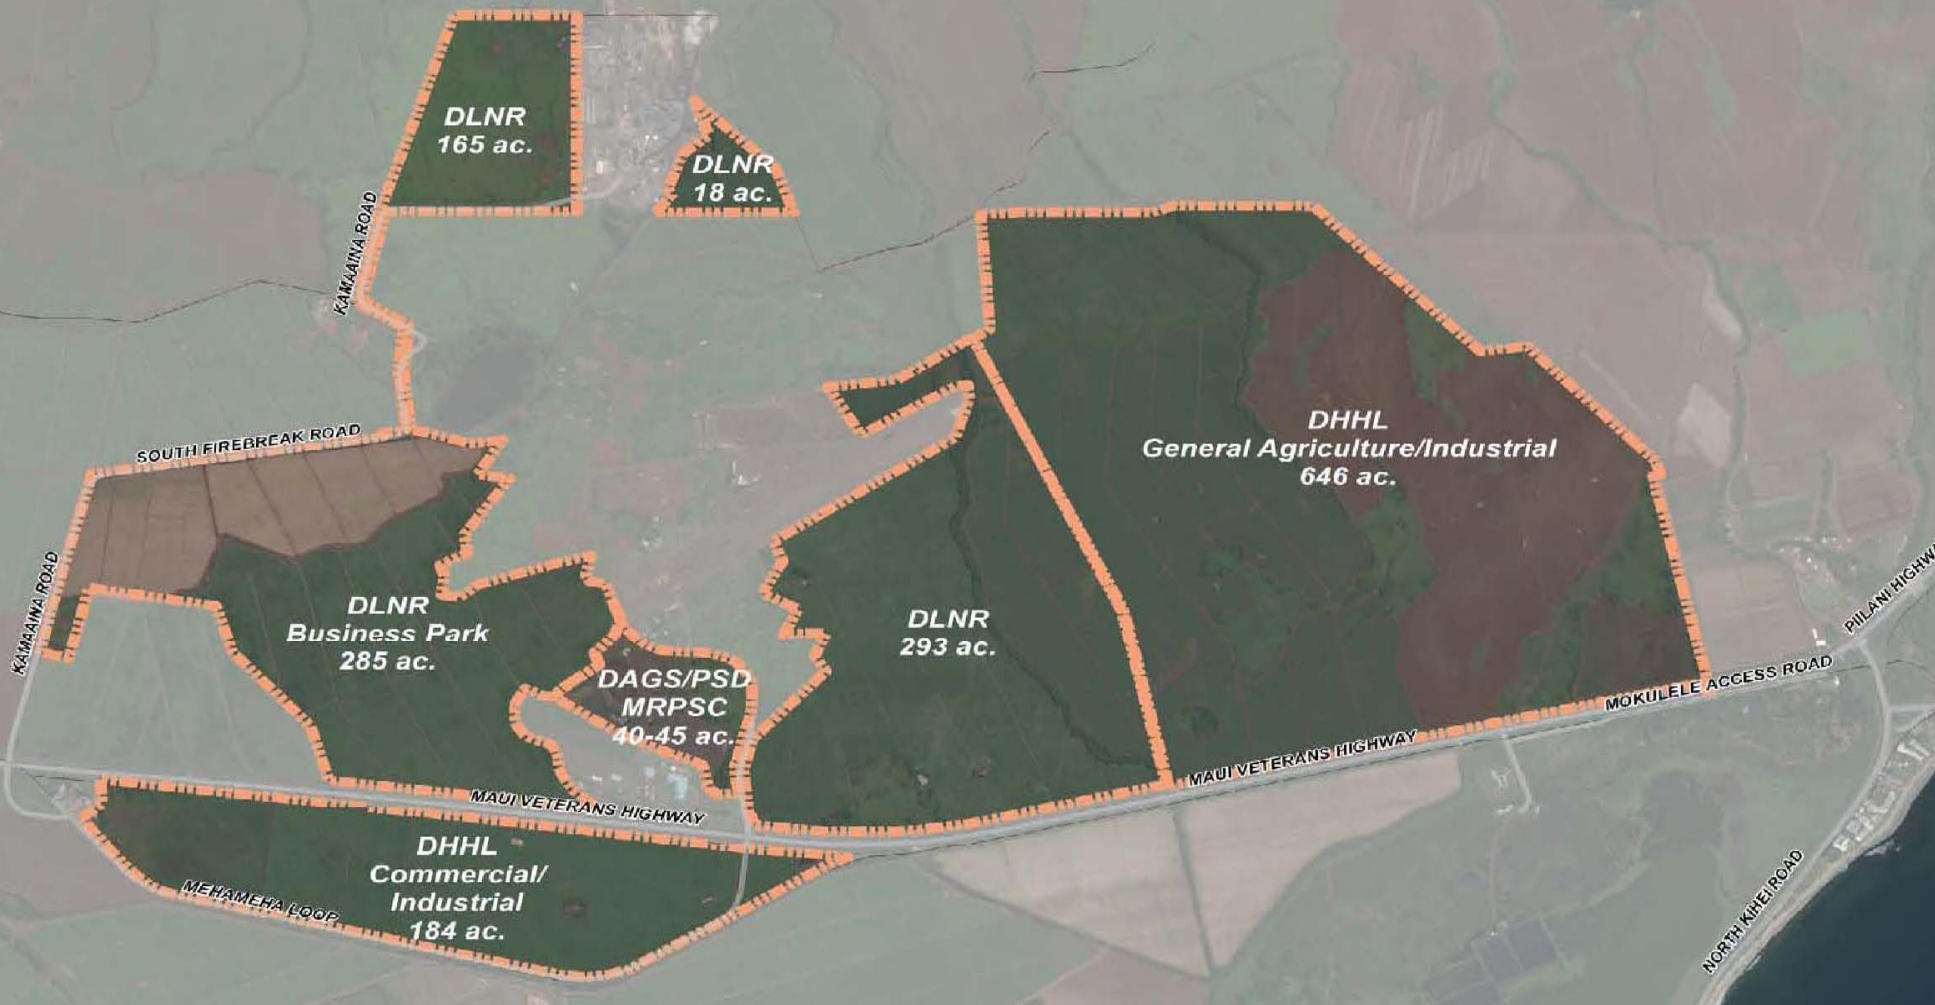 DLNR
165 ac.
DLNR
18 ac.
KAMAAINA ROAD
SOUTH FIREBREAK ROAD
DHHL
General Agriculture/Industrial
646 ac.
KAMAAINA ROAD
DLNR
Business Park
285 ac.
DLNR
293 ac.
DAGS/PSD
MRPSC
40-45 ac.
PIILANI HIGHWA
MOKULELE ACCESS ROAD
MAUI VETERANS HIGHWAY
MAUI VETERANS HIGHWAY
DHHL
Commercial/
Industrial
184 ac.
MEHAMEHA LOOP
NORTH KIHEI ROAD